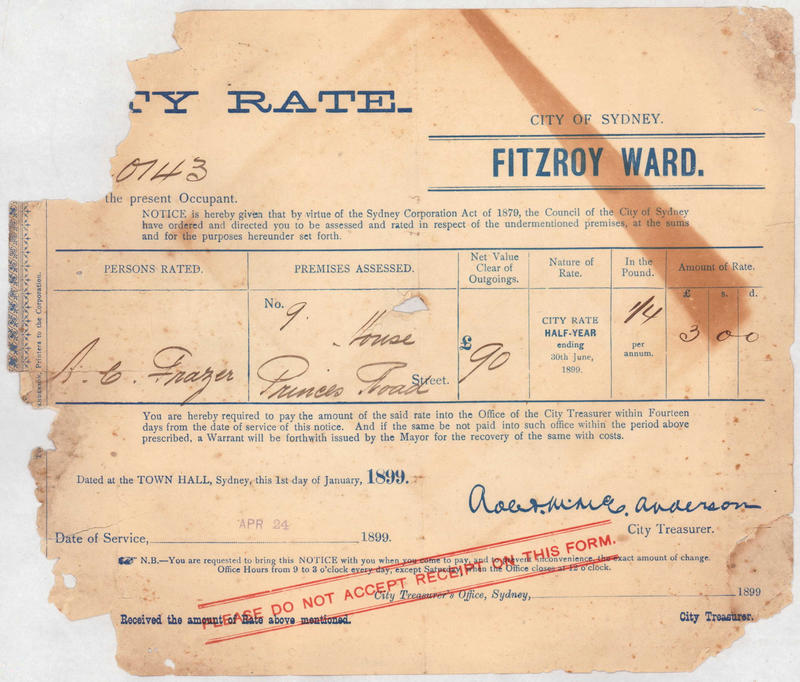 TY RATE.
CITY OF SYDNEY.
FITZROY WARD.
0143
the present Occupant.
NOTICE is hereby given that by virtue of the Sydney Corporation Act of 1879, the Council of the City of Sydney
have ordered and directed you to be assessed and rated in respect of the undermentioned premises, at the sums
and for the purposes hereunder set forth.
PERSONS RATED.
PREMISES ASSESSED.
Net Value
Clear of
Outgoings.
Nature of
Rate.
In the
Pound.
Amount of Rate.
£ s. d.
No. 9.
House
A. C. Frazer
Princes Road Street.
£ 90
CITY RATE
HALF-YEAR
ending
30th June,
1899.
1/4
per
annum.
3 0 0
ANDERSON, Printers to the Corporation.
You are hereby required to pay the amount of the said rate into the Office of the City Treasurer within Fourteen
days from the date of service of this notice. And if the same be not paid into such office within the period above
prescribed, a Warrant will be forthwith issued by the Mayor for the recovery of the same with costs.
Dated at the TOWN HALL, Sydney, this 1st day of January, 1899.
Anderson
City Treasurer.
Date of Service, APR 24 1899.
N.B.—You are requested to bring this NOTICE with you when you come to pay, and to prevent inconvenience, the exact amount of change.
Office Hours from 9 to 3 o'clock every day, except Saturday, when the Office closes at 12 o'clock.
PLEASE DO NOT ACCEPT RECEIPT ON THIS FORM.
City Treasurer's Office, Sydney, 1899
Received the amount of Rate above mentioned.
City Treasurer.